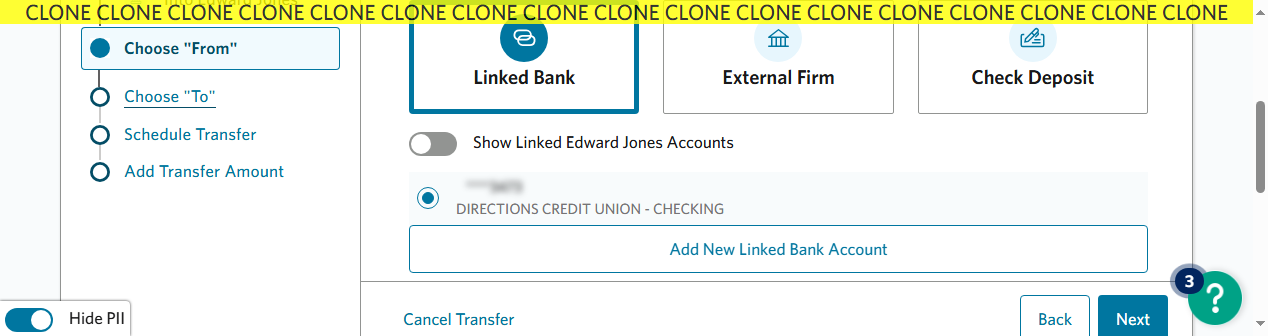 CLONE CLONE CLONE CLONE CLONE CLONE CLONE CLONE CLONE CLONE CLONE CLONE CLONE CLONE CLONE CLONE CLONE
Choose "From"
Choose "To"
Schedule Transfer
Add Transfer Amount
Linked Bank
External Firm
Check Deposit
Show Linked Edward Jones Accounts
DIRECTIONS CREDIT UNION - CHECKING
Add New Linked Bank Account
3
?
Hide PII
Cancel Transfer
Back
Next